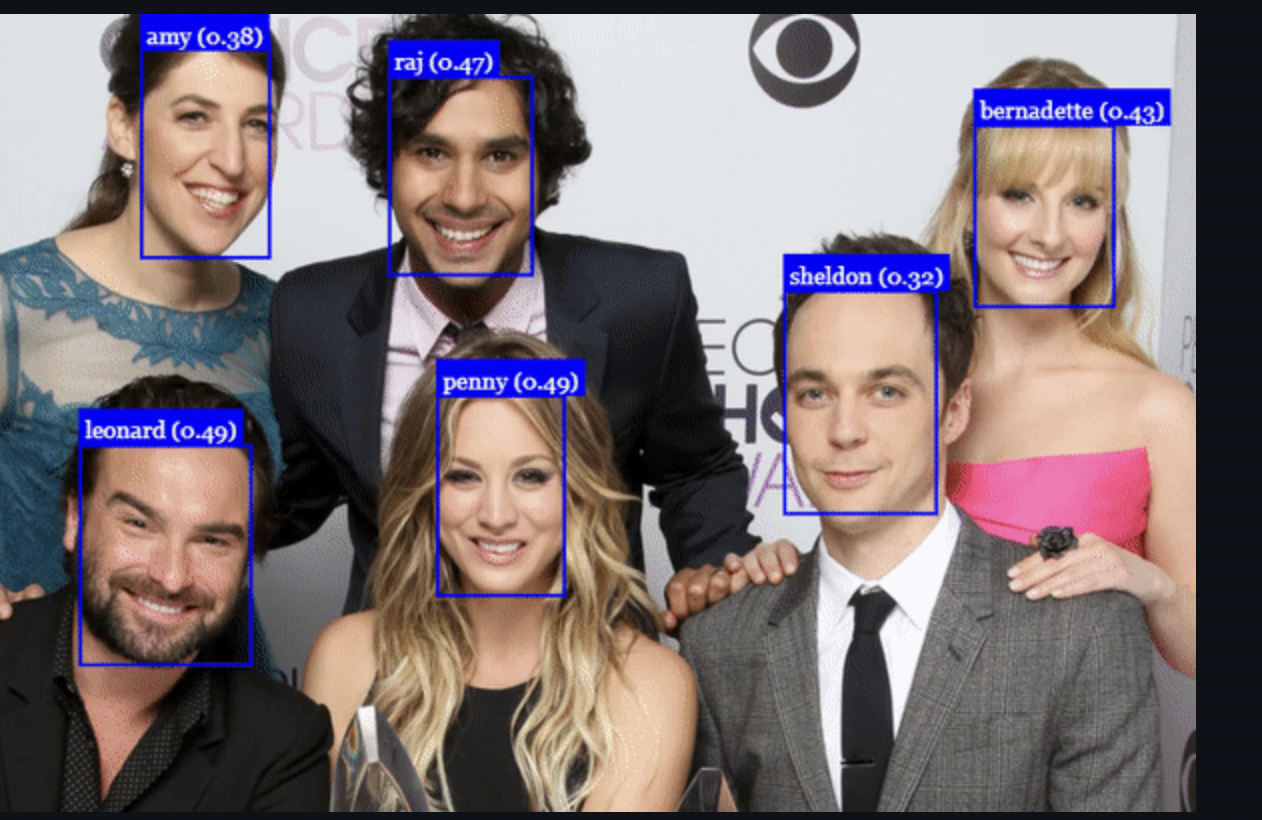 amy (0.38)
raj (0.47)
bernadette (0.43)
sheldon (0.32)
penny (0.49)
leonard (0.49)